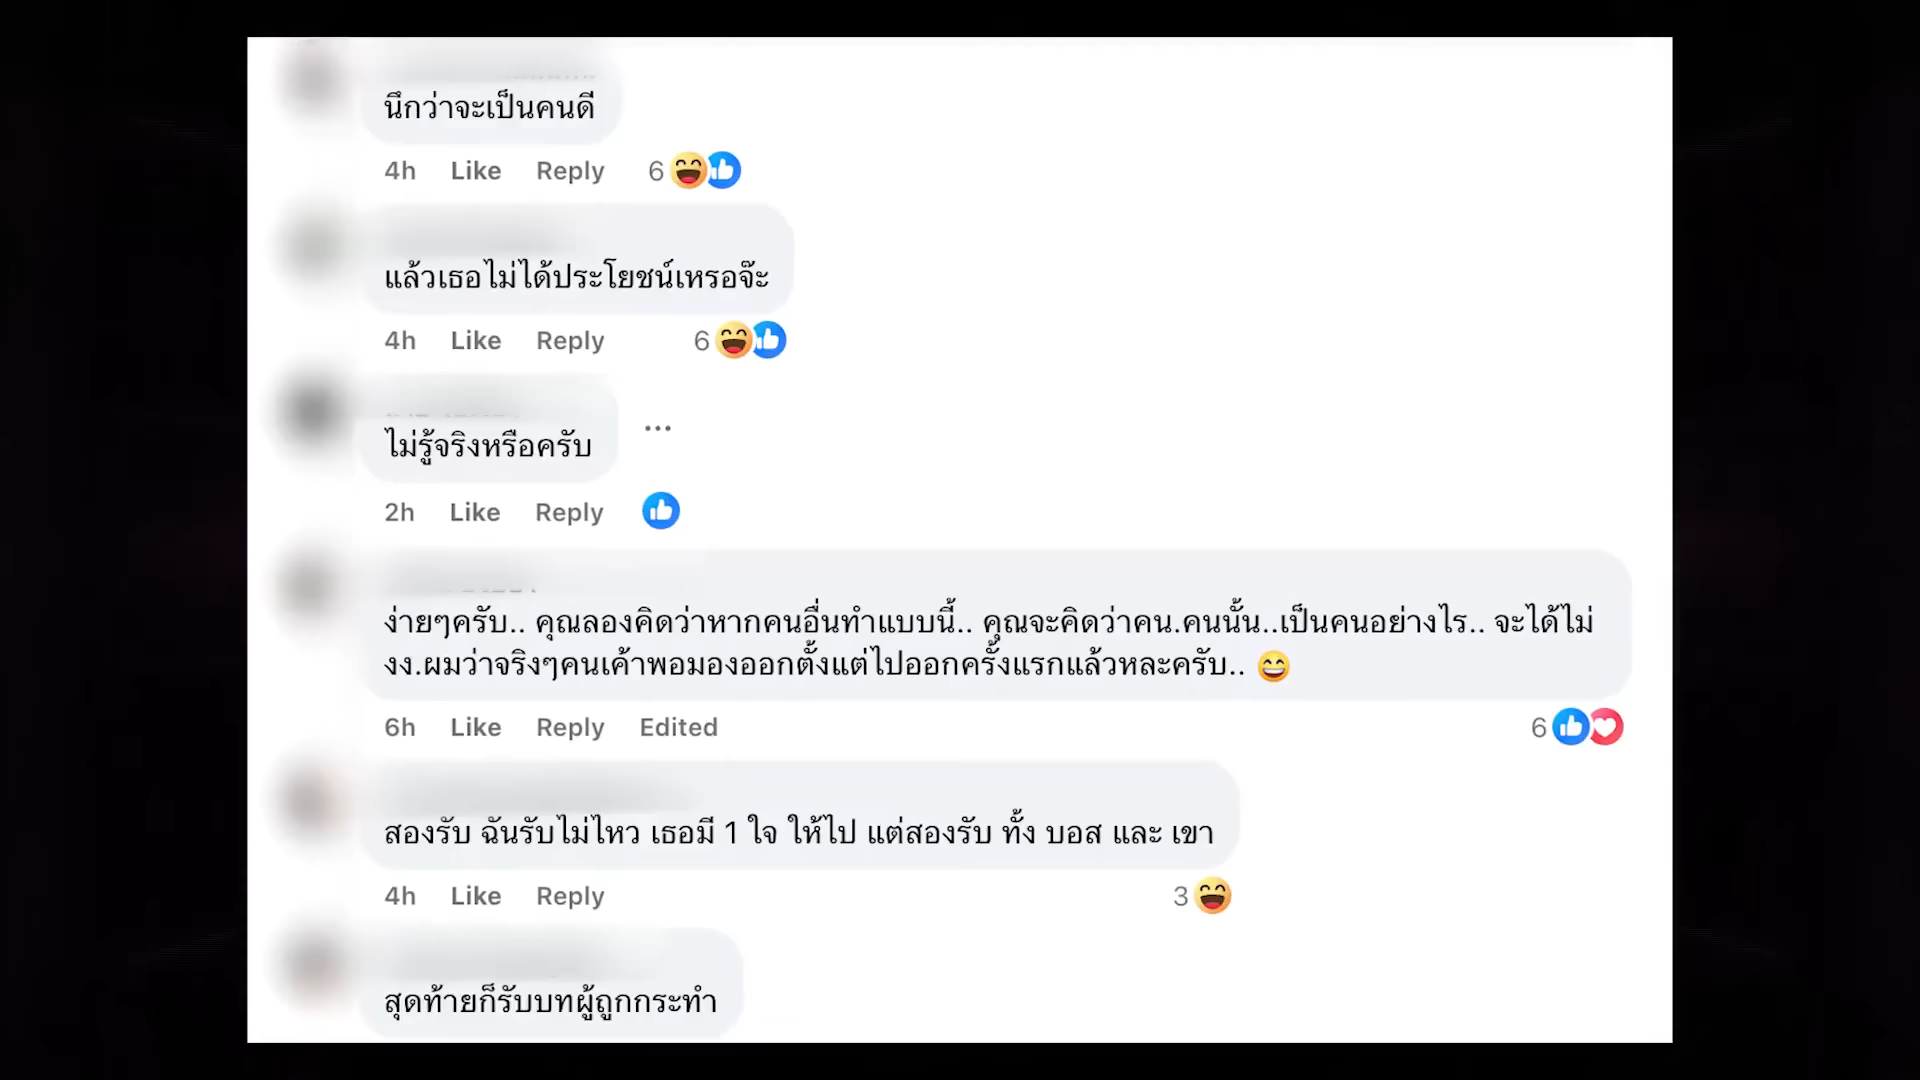 นึกว่าจะเป็นคนดี
4h Like Reply 6
แล้วเธอไม่ได้ประโยชน์เหรอจ๊ะ
4h Like Reply 6
ไม่รู้จริงหรือครับ
2h Like Reply
ง่ายๆครับ.. คุณลองคิดว่าหากคนอื่นทำแบบนี้.. คุณจะคิดว่าคน.คนนั้น..เป็นคนอย่างไร.. จะได้ไม่
งง.ผมว่าจริงๆคนเค้าพอมองออกตั้งแต่ไปออกครั้งแรกแล้วหละครับ.. 😄
6h Like Reply Edited 6
สองรับ ฉันรับไม่ไหว เธอมี 1 ใจ ให้ไป แต่สองรับ ทั้ง บอส และ เขา
4h Like Reply 3
สุดท้ายก็รับบทผู้ถูกกระทำ